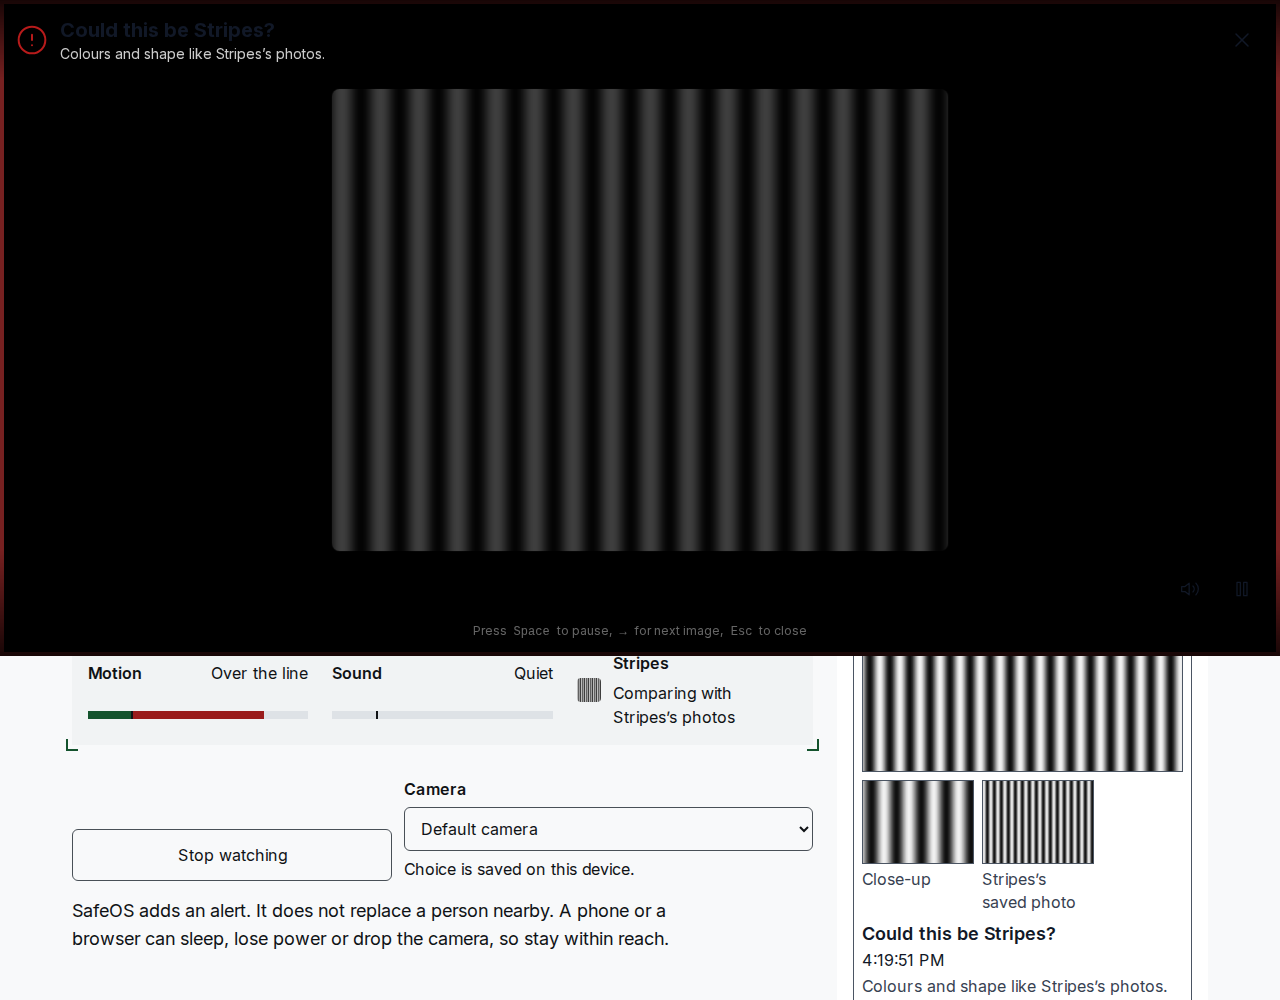 Could this be Stripes?
Colours and shape like Stripes’s photos.
Press Space to pause, → for next image, Esc to close
Motion
Over the line
Sound
Quiet
Stripes
Comparing with
Stripes’s photos
Camera
Default camera
Stop watching
Choice is saved on this device.
SafeOS adds an alert. It does not replace a person nearby. A phone or a
browser can sleep, lose power or drop the camera, so stay within reach.
Close-up
Stripes’s
saved photo
Could this be Stripes?
4:19:51 PM
Colours and shape like Stripes’s photos.